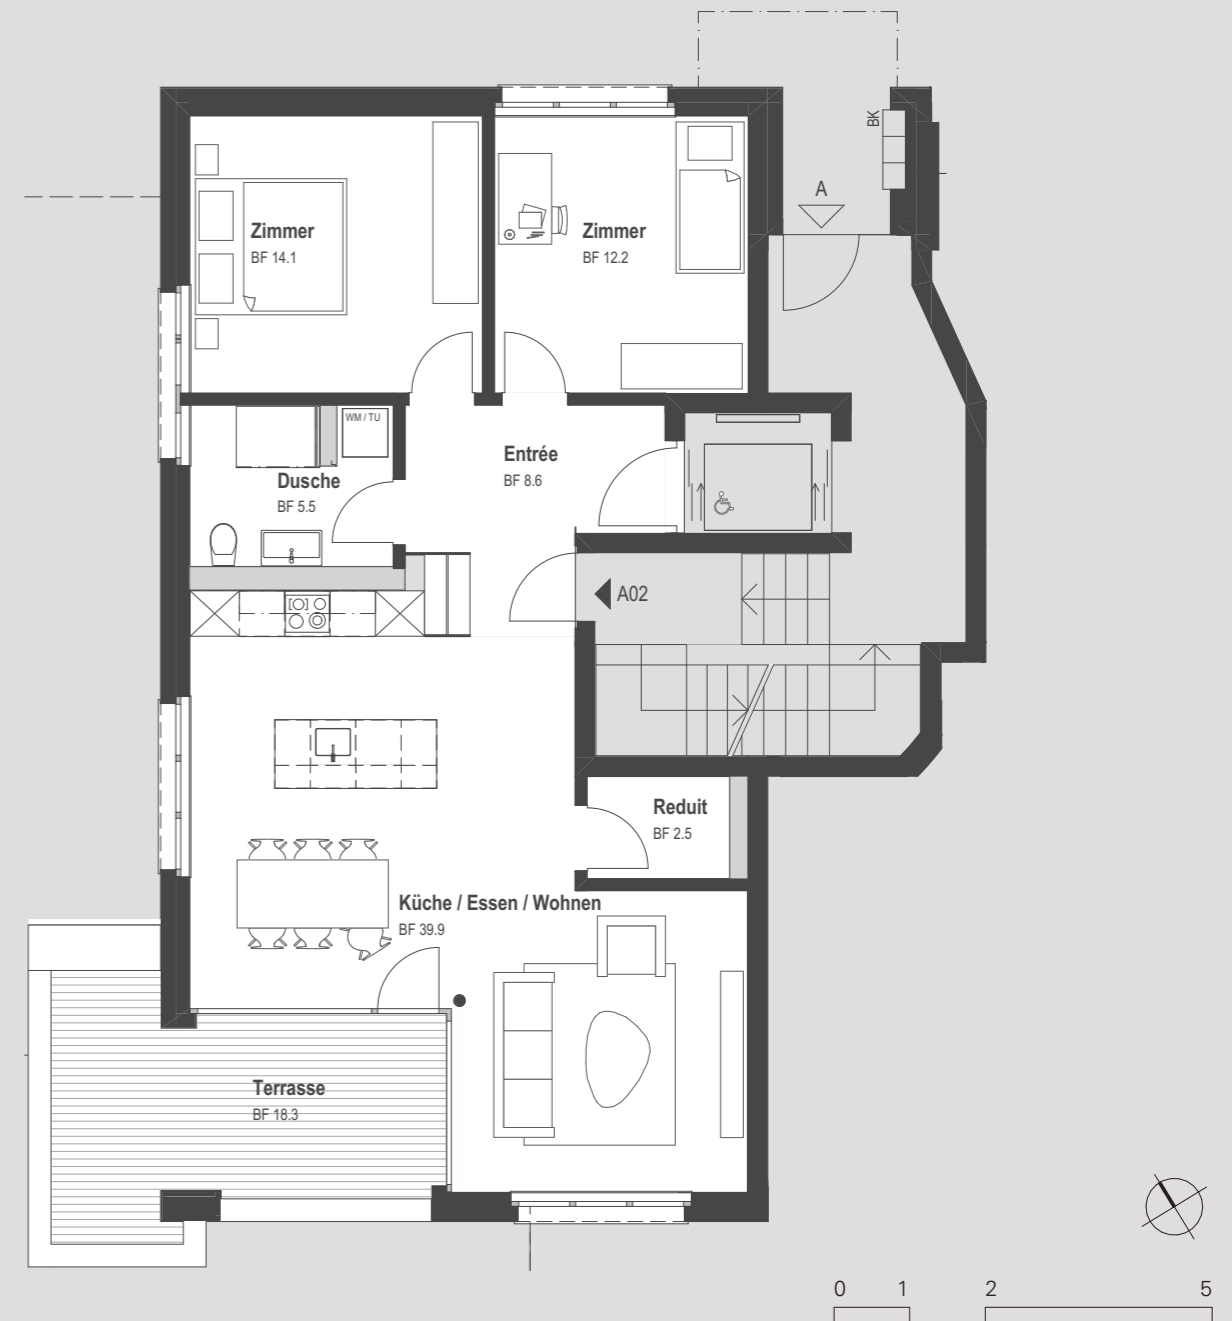 BK
A
Zimmer
BF 14.1
Zimmer
BF 12.2
WM / TU
Entrée
BF 8.6
Dusche
BF 5.5
A02
Reduit
BF 2.5
Küche / Essen / Wohnen
BF 39.9
Terrasse
BF 18.3
0 1 2 5